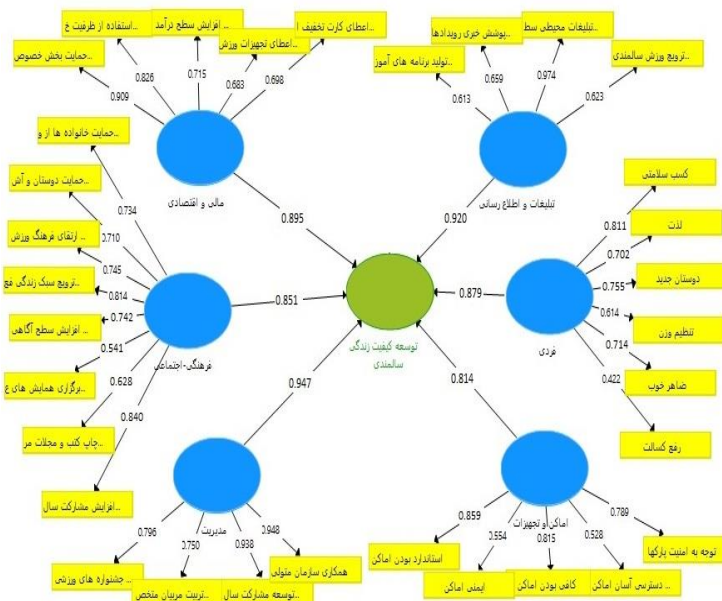 ...استفاده از ظرفیت خ
... افزایش سطح درآمد
...اعطای کارت تخفیف ا
...اعطای تجهیزات ورزش
...حمایت بخش خصوص
0.909
0.826
0.715
0.683
0.698
مالی و اقتصادی
...تبلیغات محیطی سط
...پوشش خبری رویدادها
...ترویج ورزش سالمندی
...تولید برنامه های آموز
0.613
0.659
0.974
0.623
تبلیغات و اطلاع رسانی
...حمایت خانواده ها از و
...حمایت دوستان و آش
... ارتقای فرهنگ ورزش
...ترویج سبک زندگی فع
... افزایش سطح آگاهی
...برگزاری همایش های ع
...چاپ کتب و مجلات مر
...افزایش مشارکت سال
0.734
0.710
0.745
0.814
0.742
0.541
0.628
0.840
فرهنگی-اجتماعی
کسب سلامتی
لذت
دوستان جدید
تنظیم وزن
ضاهر خوب
رفع کسالت
0.811
0.702
0.755
0.614
0.714
0.422
فردی
0.895
0.920
0.851
0.879
0.947
0.814
توسعه کیفیت زندگی
سالمندی
مدیریت
0.796
0.750
0.938
0.948
... جشنواره های ورزشی
...تربیت مربیان متخص
...توسعه مشارکت سال
همکاری سازمان متولی
اماکن و تجهیزات
0.859
0.554
0.815
0.528
0.789
استاندارد بودن اماکن
ایمنی اماکن
کافی بودن اماکن
... دسترسی آسان اماکن
توجه به امنیت پارکها